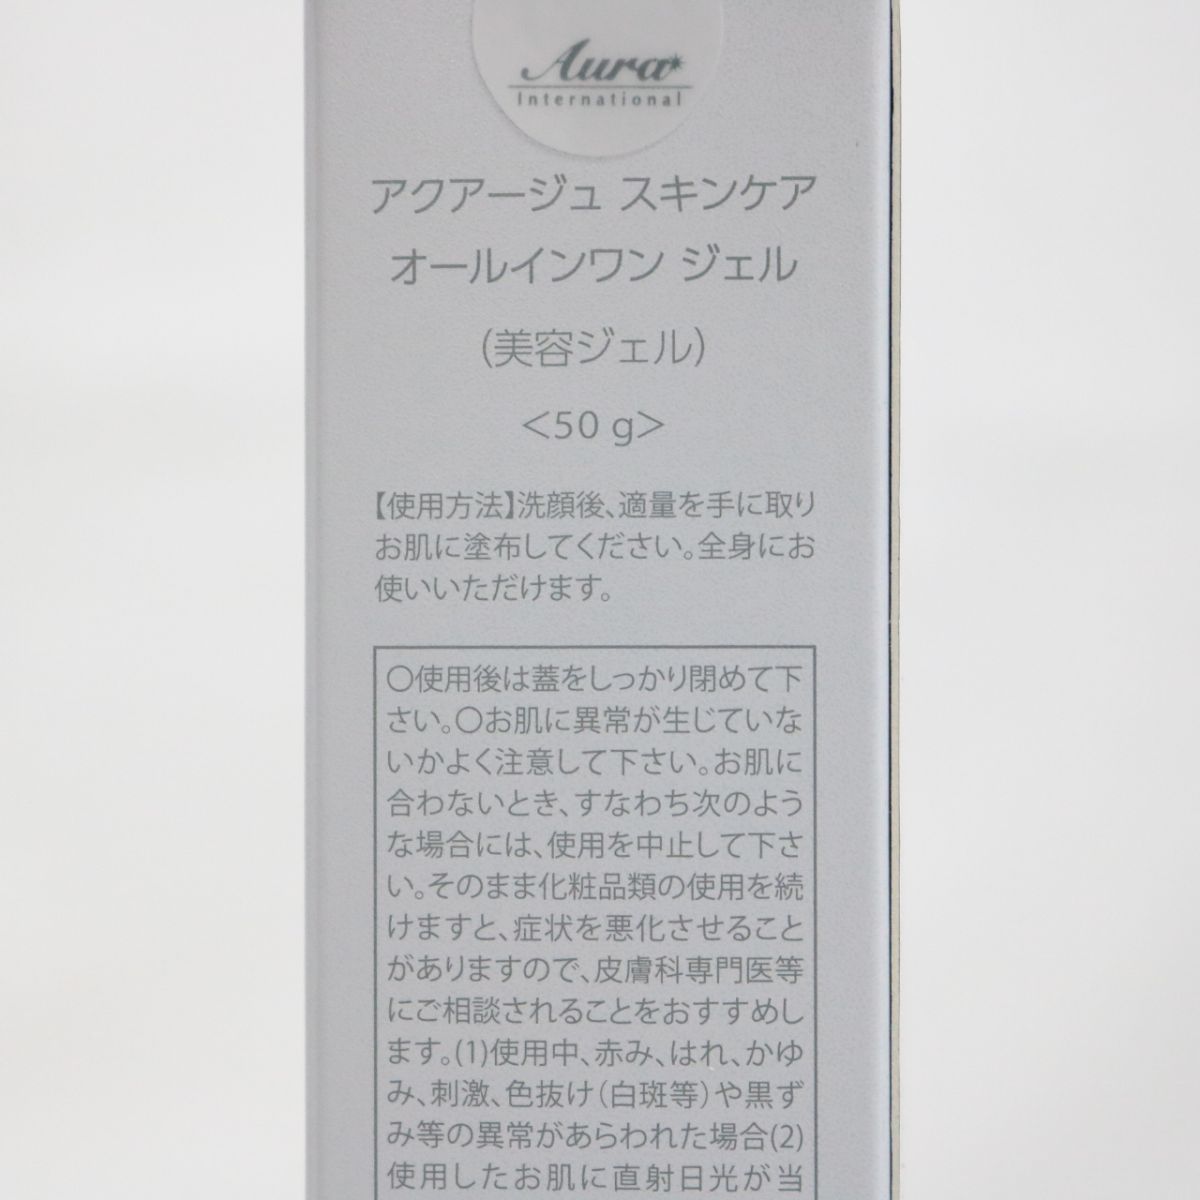 Aura
International
アクアージュ スキンケア
オールインワン ジェル
(美容ジェル)
<50 g>
【使用方法】洗顔後、適量を手に取り
お肌に塗布してください。全身にお
使いいただけます。
〇使用後は蓋をしっかり閉めて下
さい。〇お肌に異常が生じていな
いかよく注意して下さい。お肌に
合わないとき、すなわち次のよう
な場合には、使用を中止して下さ
い。そのまま化粧品類の使用を続
けますと、症状を悪化させること
がありますので、皮膚科専門医等
にご相談されることをおすすめし
ます。(1)使用中、赤み、はれ、かゆ
み、刺激、色抜け(白斑等)や黒ず
み等の異常があらわれた場合(2)
使用したお肌に直射日光が当